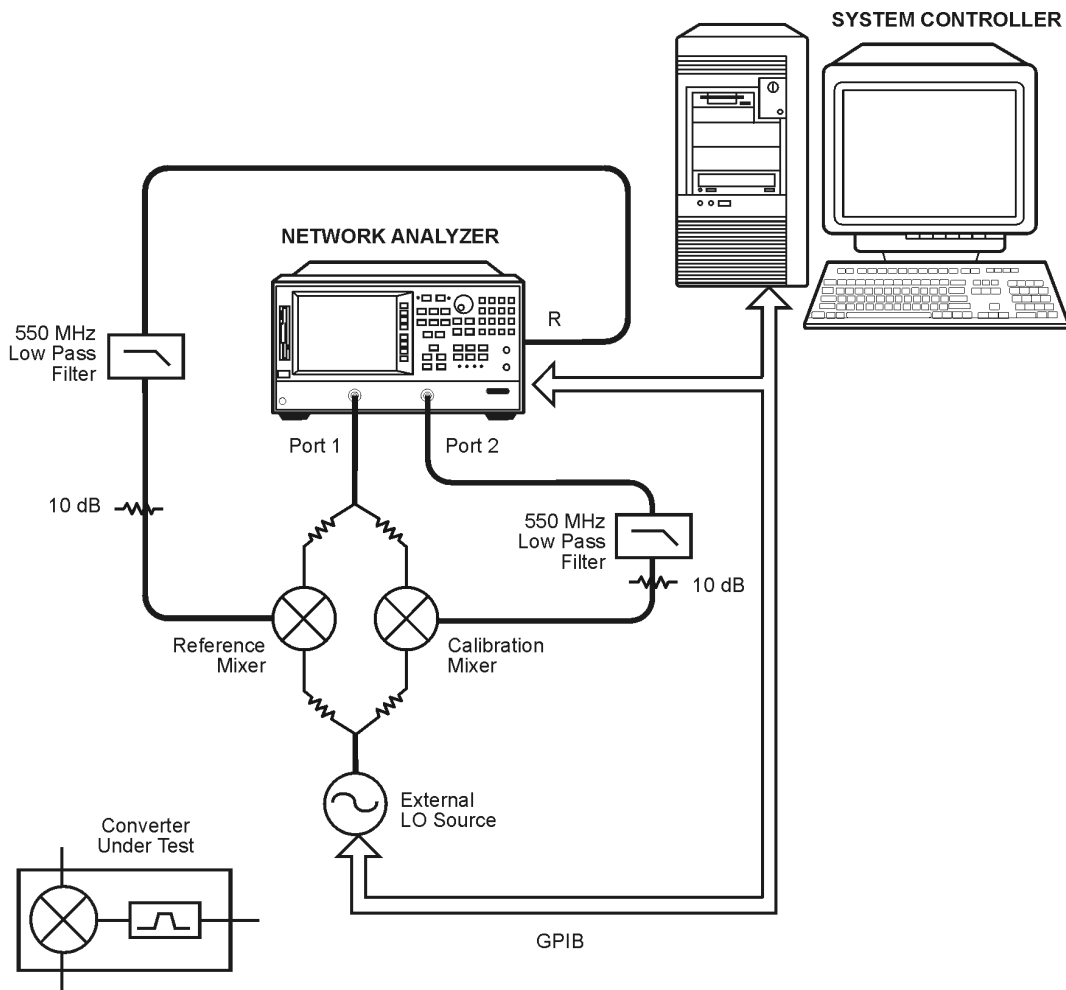 SYSTEM CONTROLLER
NETWORK ANALYZER
R
550 MHz
Low Pass
Filter
Port 1
Port 2
10 dB
550 MHz
Low Pass
Filter
10 dB
Reference
Mixer
Calibration
Mixer
External
LO Source
Converter
Under Test
GPIB